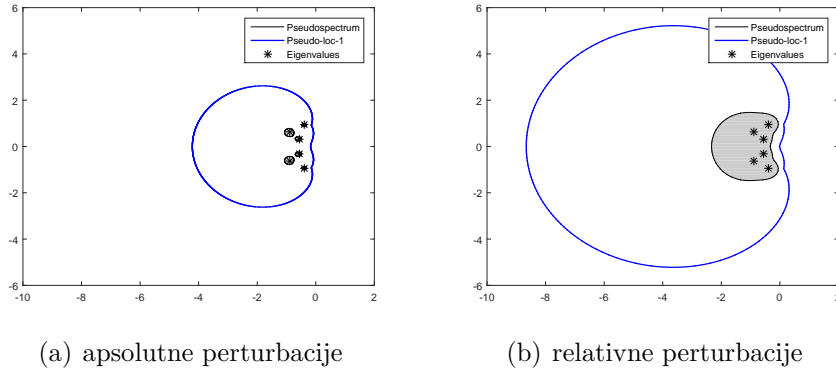 6
4
2
0
-2
-4
-6
-10 -8 -6 -4 -2 0 2
Pseudospectrum
Pseudo-loc-1
Eigenvalues
(a) apsolutne perturbacije
6
4
2
0
-2
-4
-6
-10 -8 -6 -4 -2 0 2
Pseudospectrum
Pseudo-loc-1
Eigenvalues
(b) relativne perturbacije